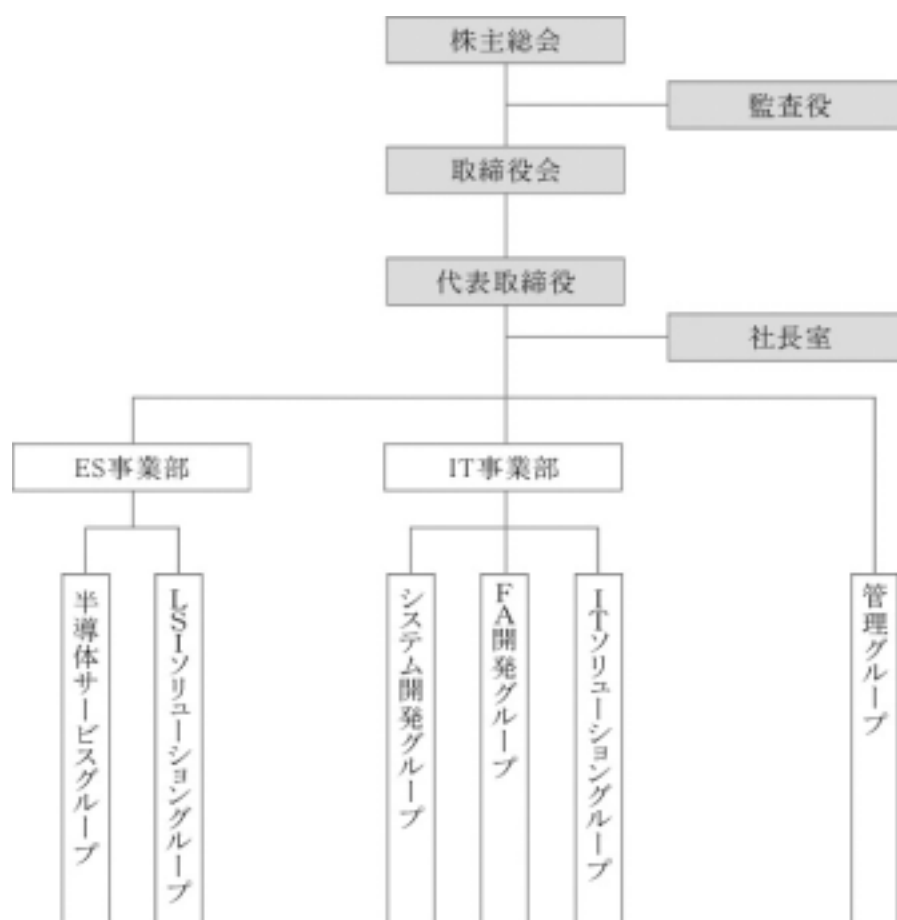 株主総会
監査役
取締役会
代表取締役
社長室
ES事業部
IT事業部
半導体サービスグループ
LSIソリューショングループ
システム開発グループ
FA開発グループ
ITソリューショングループ
管理グループ